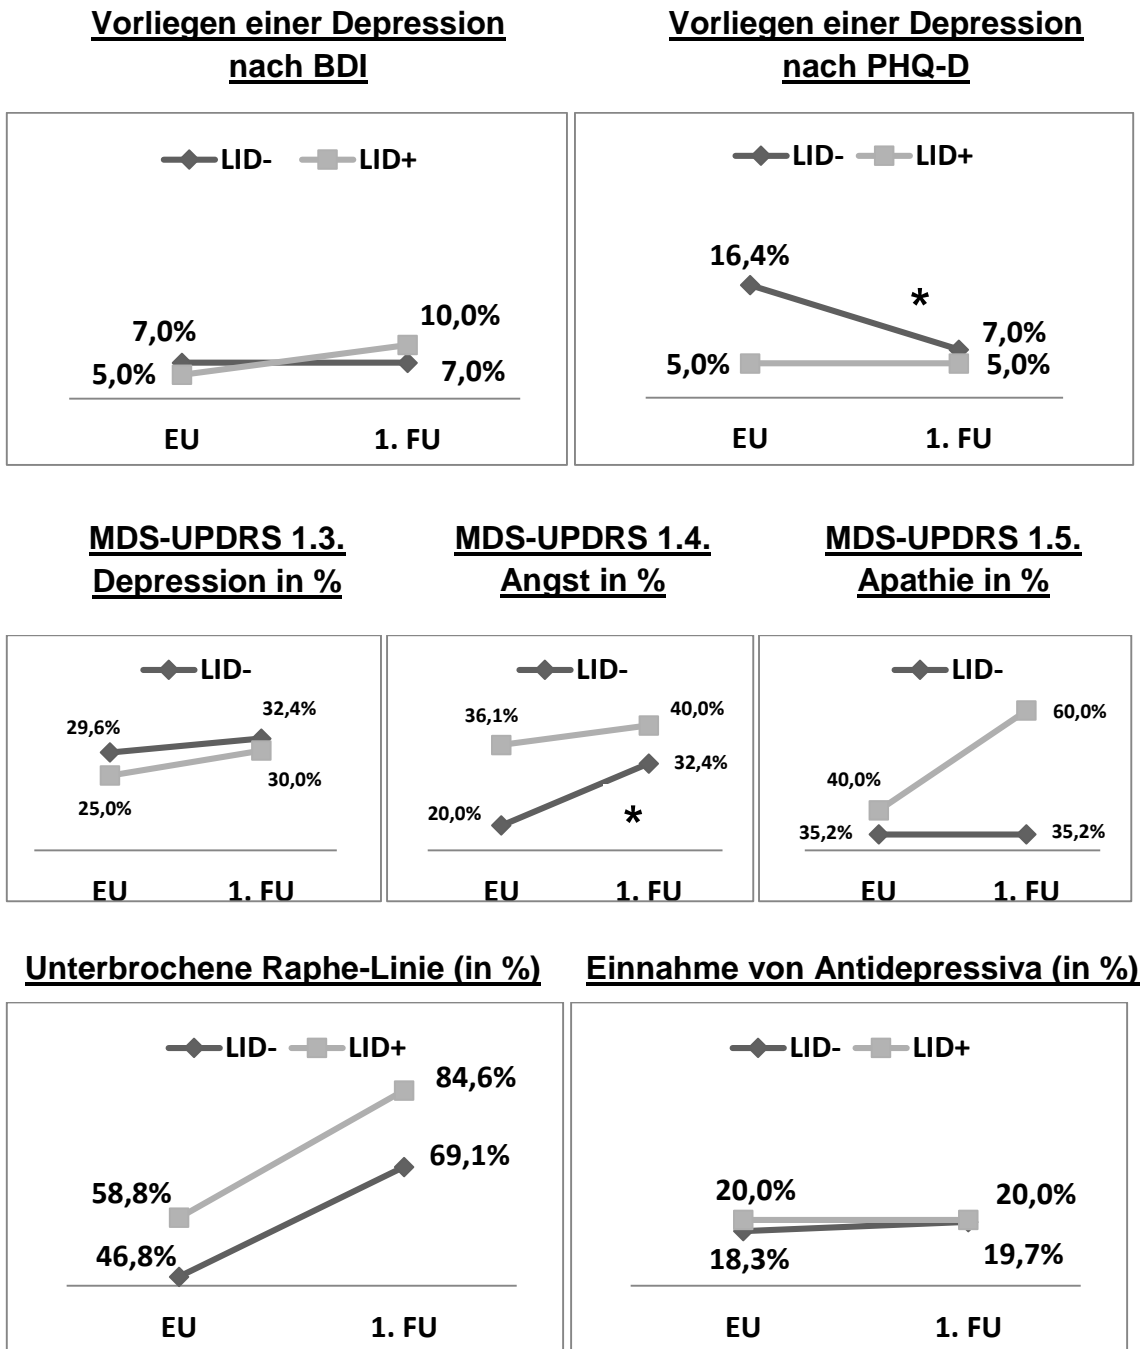 Vorliegen einer Depression
nach BDI
Vorliegen einer Depression
nach PHQ-D
LID- LID+
7,0%
10,0%
5,0%
7,0%
EU 1. FU
LID- LID+
16,4%
*
7,0%
5,0%
5,0%
EU 1. FU
MDS-UPDRS 1.3.
Depression in %
MDS-UPDRS 1.4.
Angst in %
MDS-UPDRS 1.5.
Apathie in %
LID-
29,6%
32,4%
25,0%
30,0%
EU 1. FU
LID-
36,1%
40,0%
32,4%
20,0%
*
EU 1. FU
LID-
60,0%
40,0%
35,2%
35,2%
EU 1. FU
Unterbrochene Raphe-Linie (in %)
Einnahme von Antidepressiva (in %)
LID- LID+
84,6%
69,1%
58,8%
46,8%
EU 1. FU
LID- LID+
20,0%
20,0%
18,3%
19,7%
EU 1. FU